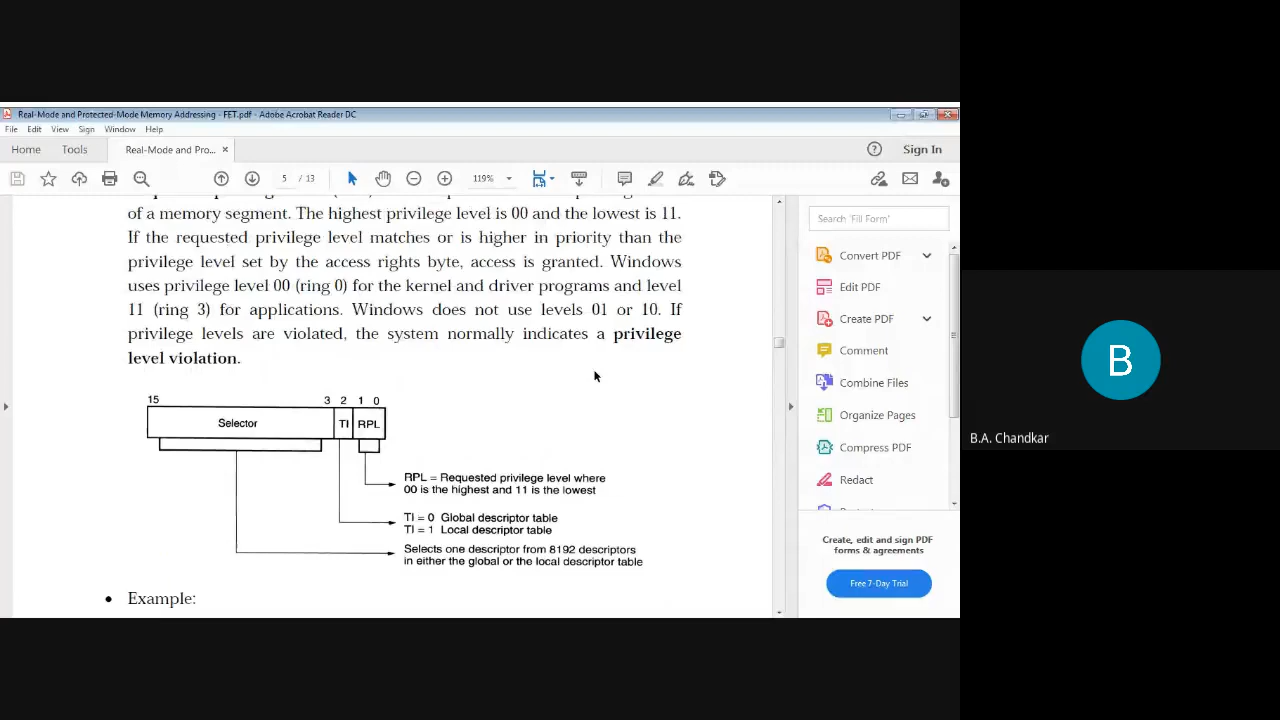 Real-Mode and Protected-Mode Memory Addressing - FET.pdf - Adobe Acrobat Reader DC
File Edit View Sign Window Help
Home Tools Real-Mode and Pro... × Sign In
5 / 13 119%
of a memory segment. The highest privilege level is 00 and the lowest is 11.
If the requested privilege level matches or is higher in priority than the
privilege level set by the access rights byte, access is granted. Windows
uses privilege level 00 (ring 0) for the kernel and driver programs and level
11 (ring 3) for applications. Windows does not use levels 01 or 10. If
privilege levels are violated, the system normally indicates a privilege
level violation.
15 3 2 1 0
Selector TI RPL
RPL = Requested privilege level where
00 is the highest and 11 is the lowest
TI = 0 Global descriptor table
TI = 1 Local descriptor table
Selects one descriptor from 8192 descriptors
in either the global or the local descriptor table
• Example:
Search 'Fill Form'
Convert PDF
Edit PDF
Create PDF
Comment
Combine Files
Organize Pages
Compress PDF
Redact
Create, edit and sign PDF
forms & agreements
Free 7-Day Trial
B
B.A. Chandkar